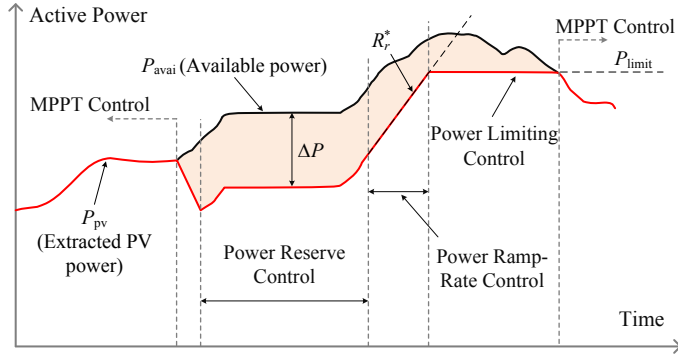 Active Power
R*r
MPPT Control
Pavai (Available power)
Plimit
MPPT Control
Power Limiting
Control
ΔP
Ppv
(Extracted PV
power)
Power Reserve
Control
Power Ramp-
Rate Control
Time